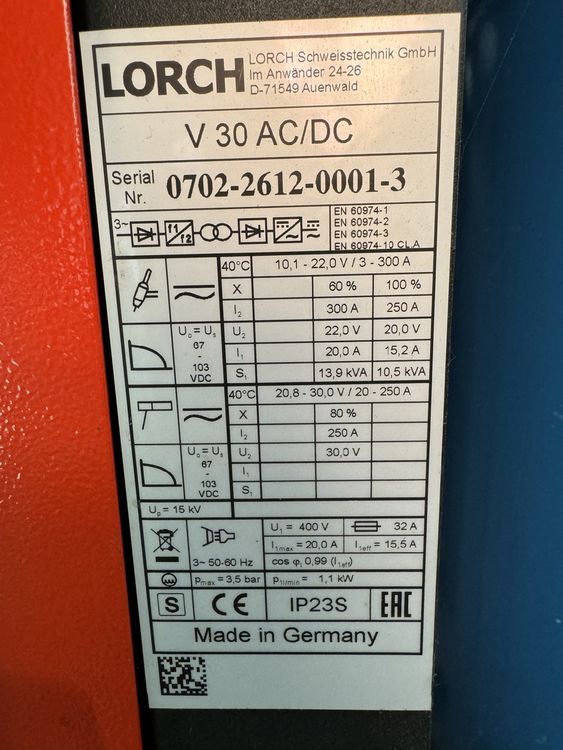 LORCH
LORCH Schweisstechnik GmbH
Im Anwänder 24-26
D-71549 Auenwald
V 30 AC/DC
Serial Nr. 0702-2612-0001-3
3~ f1 f2
EN 60974-1
EN 60974-2
EN 60974-3
EN 60974-10 CL.A
40°C 10,1 - 22,0 V / 3 - 300 A
X 60 % 100 %
I₂ 300 A 250 A
U₀ = Uₛ 67 - 103 VDC
U₂ 22,0 V 20,0 V
I₁ 20,0 A 15,2 A
S₁ 13,9 kVA 10,5 kVA
40°C 20,8 - 30,0 V / 20 - 250 A
X 80 %
I₂ 250 A
U₀ = Uₛ 67 - 103 VDC
U₂ 30,0 V
I₁
S₁
Uₚ = 15 kV
U₁ = 400 V 32 A
3~ 50-60 Hz
I₁max = 20,0 A I₁eff = 15,5 A
cos φ, 0,99 (I₁eff)
pmax = 3,5 bar p1l/min = 1,1 kW
S CE IP23S EAC
Made in Germany